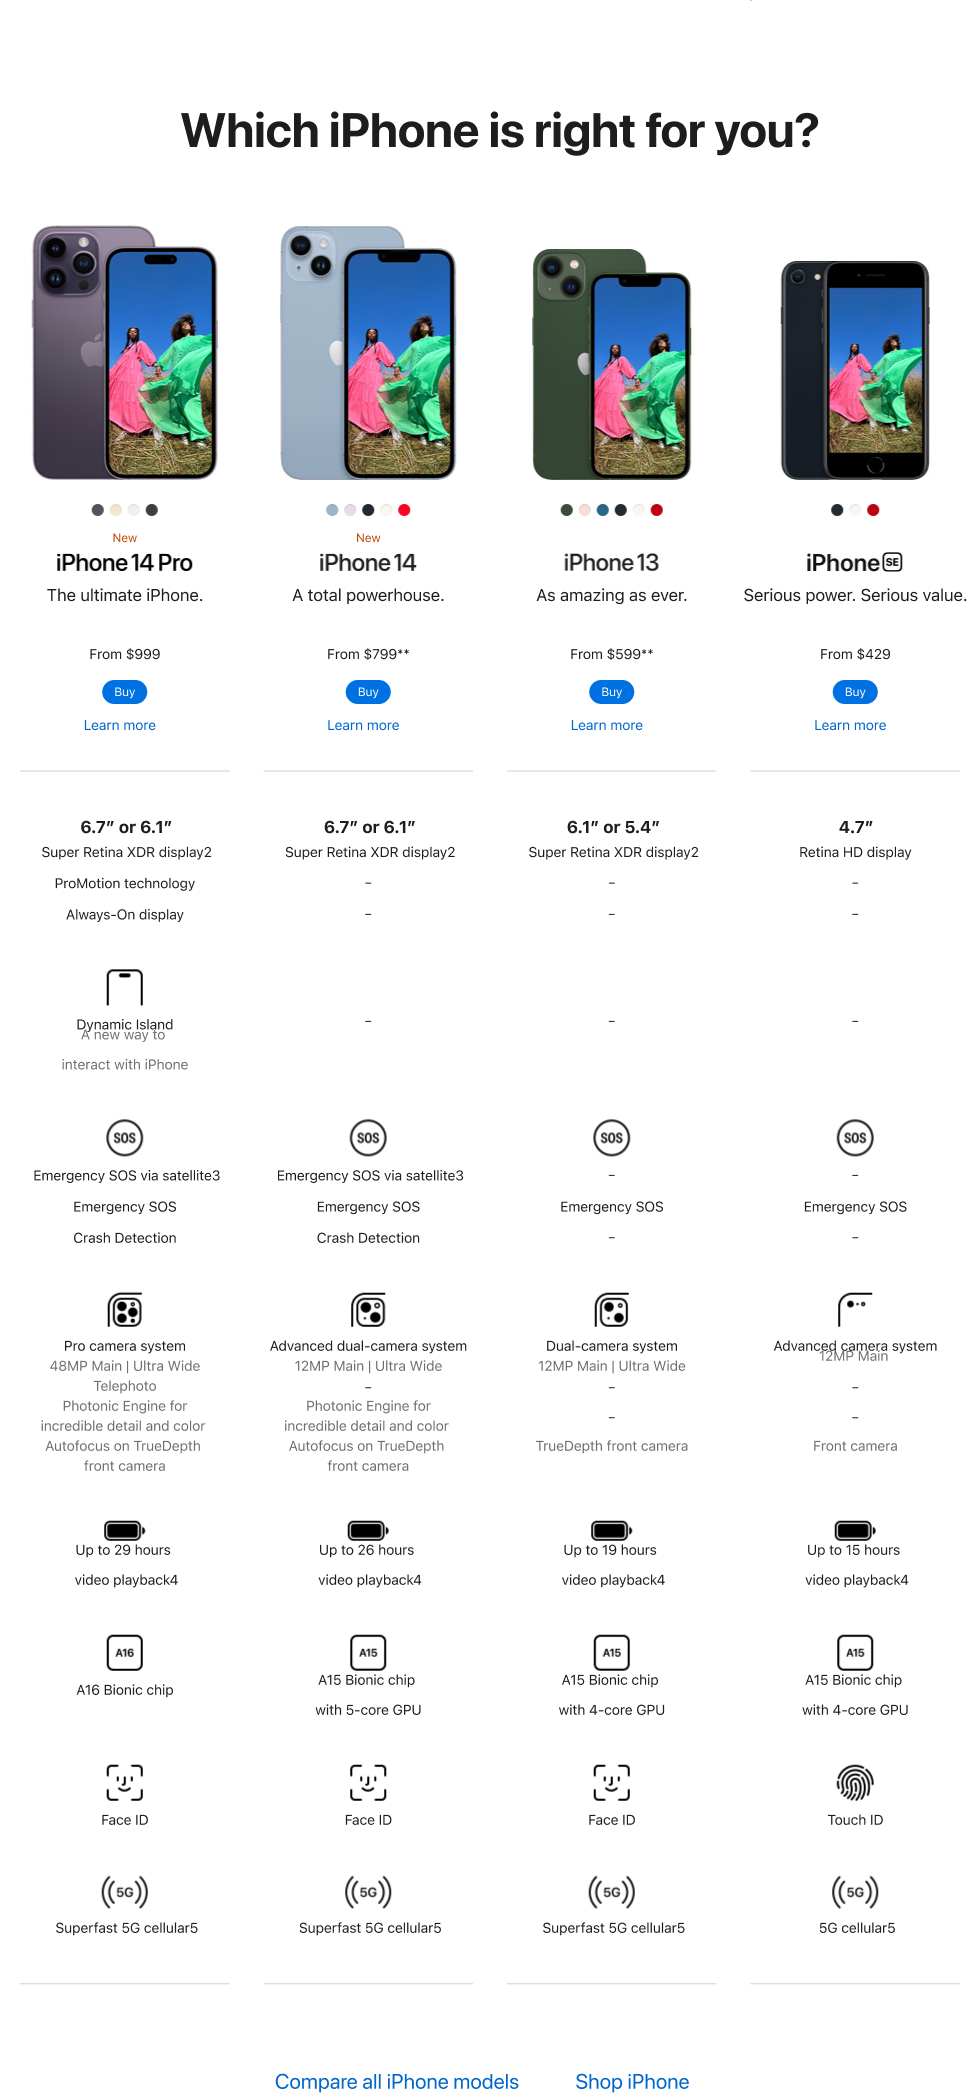 Which iPhone is right for you?
New
New
iPhone 14 Pro
iPhone 14
iPhone 13
iPhone SE
The ultimate iPhone.
A total powerhouse.
As amazing as ever.
Serious power. Serious value.
From $999
From $799**
From $599**
From $429
Buy
Buy
Buy
Buy
Learn more
Learn more
Learn more
Learn more
6.7” or 6.1”
6.7” or 6.1”
6.1” or 5.4”
4.7”
Super Retina XDR display2
Super Retina XDR display2
Super Retina XDR display2
Retina HD display
ProMotion technology
–
–
–
Always-On display
–
–
–
Dynamic Island
–
–
–
A new way to
interact with iPhone
SOS
SOS
SOS
SOS
Emergency SOS via satellite3
Emergency SOS via satellite3
–
–
Emergency SOS
Emergency SOS
Emergency SOS
Emergency SOS
Crash Detection
Crash Detection
–
–
Pro camera system
Advanced dual-camera system
Dual-camera system
Advanced camera system
48MP Main | Ultra Wide
12MP Main | Ultra Wide
12MP Main | Ultra Wide
12MP Main
Telephoto
–
–
–
Photonic Engine for
incredible detail and color
Photonic Engine for
incredible detail and color
–
–
Autofocus on TrueDepth
front camera
Autofocus on TrueDepth
front camera
TrueDepth front camera
Front camera
Up to 29 hours
video playback4
Up to 26 hours
video playback4
Up to 19 hours
video playback4
Up to 15 hours
video playback4
A16
A15
A15
A15
A16 Bionic chip
A15 Bionic chip
with 5-core GPU
A15 Bionic chip
with 4-core GPU
A15 Bionic chip
with 4-core GPU
Face ID
Face ID
Face ID
Touch ID
5G
5G
5G
5G
Superfast 5G cellular5
Superfast 5G cellular5
Superfast 5G cellular5
5G cellular5
Compare all iPhone models
Shop iPhone